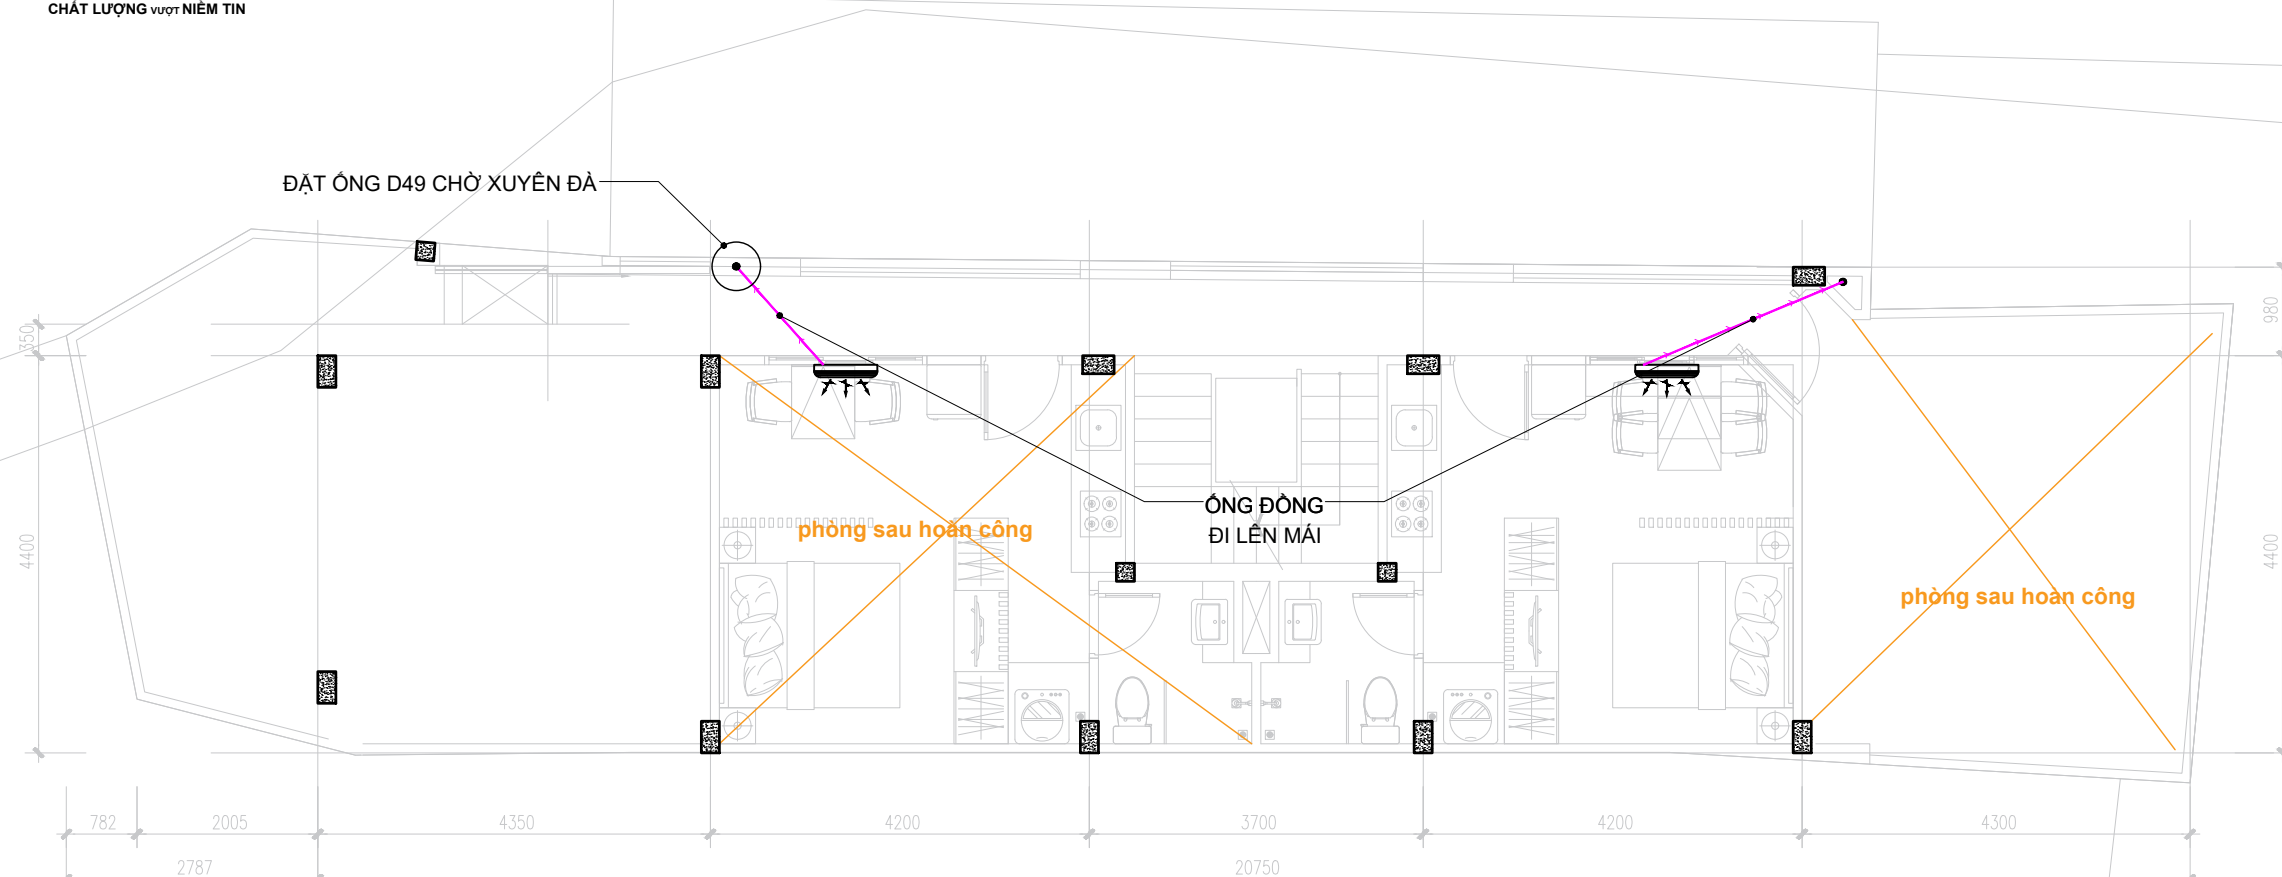 CHẤT LƯỢNG VƯỢT NIỀM TIN
ĐẶT ỐNG D49 CHỜ XUYÊN ĐÀ
350
980
4400
phòng sau hoàn công
ỐNG ĐỒNG
ĐI LÊN MÁI
4400
phòng sau hoàn công
782
2005
4350
4200
3700
4200
4300
2787
20750